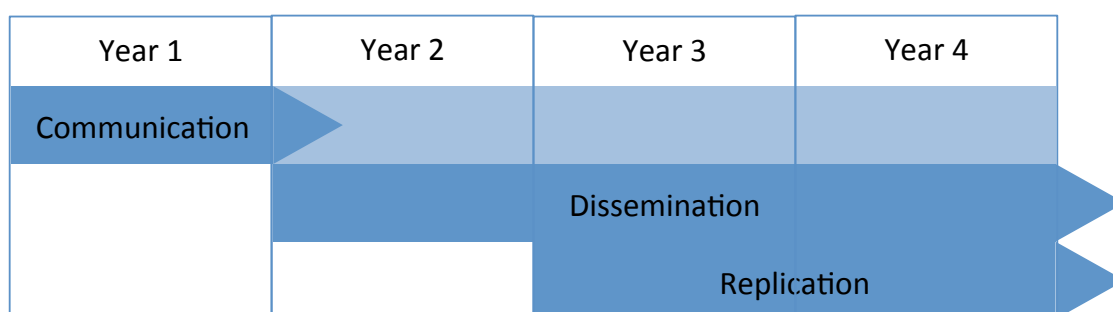 Year 1 Year 2 Year 3 Year 4
Communication
Dissemination
Replication